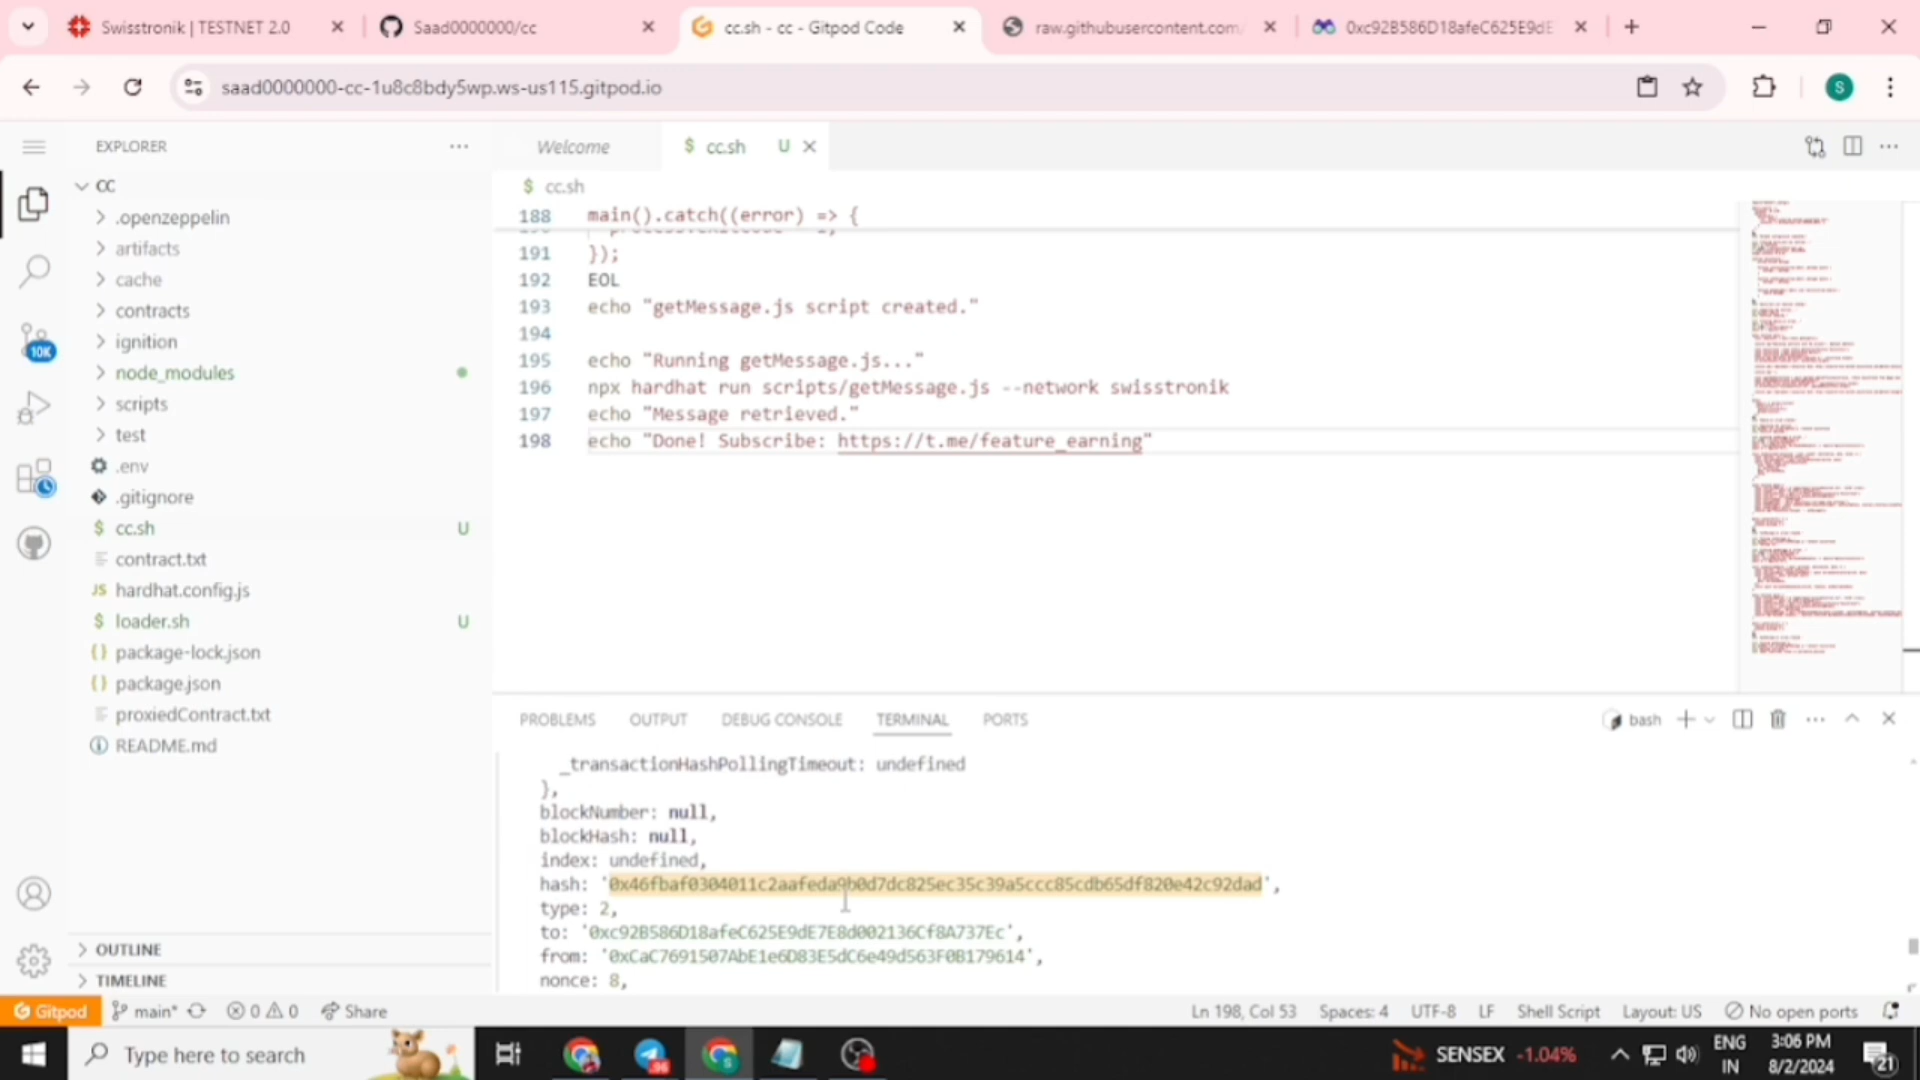 Swisstronik | TESTNET 2.0
Saad0000000/cc
cc.sh - cc - Gitpod Code
raw.githubusercontent.com/
0xc92B586D18afeC625E9dE
saad0000000-cc-1u8c8bdy5wp.ws-us115.gitpod.io
S
EXPLORER
Welcome
$ cc.sh U
CC
$ cc.sh
.openzeppelin
artifacts
cache
contracts
ignition
node_modules
scripts
test
.env
.gitignore
$ cc.sh U
contract.txt
JS hardhat.config.js
$ loader.sh U
{} package-lock.json
{} package.json
proxiedContract.txt
README.md
10K
OUTLINE
TIMELINE
188 main().catch((error) => {
191 });
192 EOL
193 echo "getMessage.js script created."
194
195 echo "Running getMessage.js..."
196 npx hardhat run scripts/getMessage.js --network swisstronik
197 echo "Message retrieved."
198 echo "Done! Subscribe: https://t.me/feature_earning"
PROBLEMS OUTPUT DEBUG CONSOLE TERMINAL PORTS
bash
_transactionHashPollingTimeout: undefined
},
blockNumber: null,
blockHash: null,
index: undefined,
hash: '0x46fbaf0304011c2aafeda9b0d7dc825ec35c39a5ccc85cdb65df820e42c92dad',
type: 2,
to: '0xc92B586D18afeC625E9dE7E8d002136Cf8A737Ec',
from: '0xCaC7691507AbE1e6D83E5dC6e49d563F0B179614',
nonce: 8,
Gitpod main* 0 0 Share
Ln 198, Col 53 Spaces: 4 UTF-8 LF Shell Script Layout: US No open ports
Type here to search
SENSEX -1.04%
ENG
IN
3:06 PM
8/2/2024
21